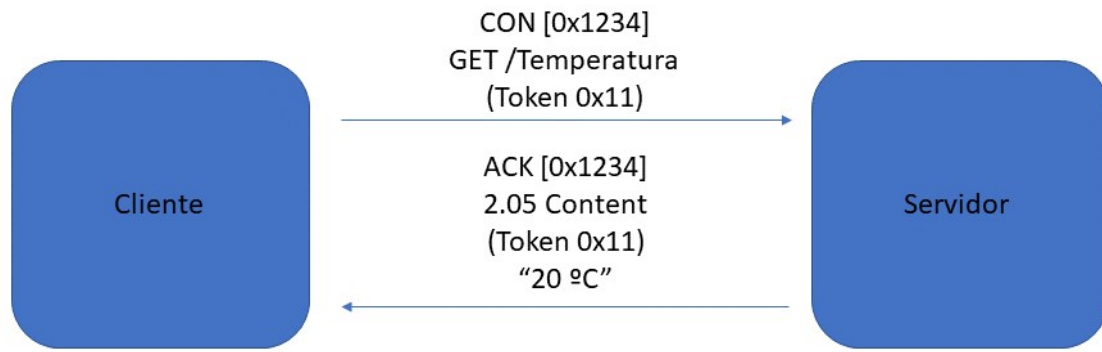 CON [0x1234]
GET /Temperatura
(Token 0x11)
Cliente
ACK [0x1234]
2.05 Content
(Token 0x11)
“20 ºC”
Servidor